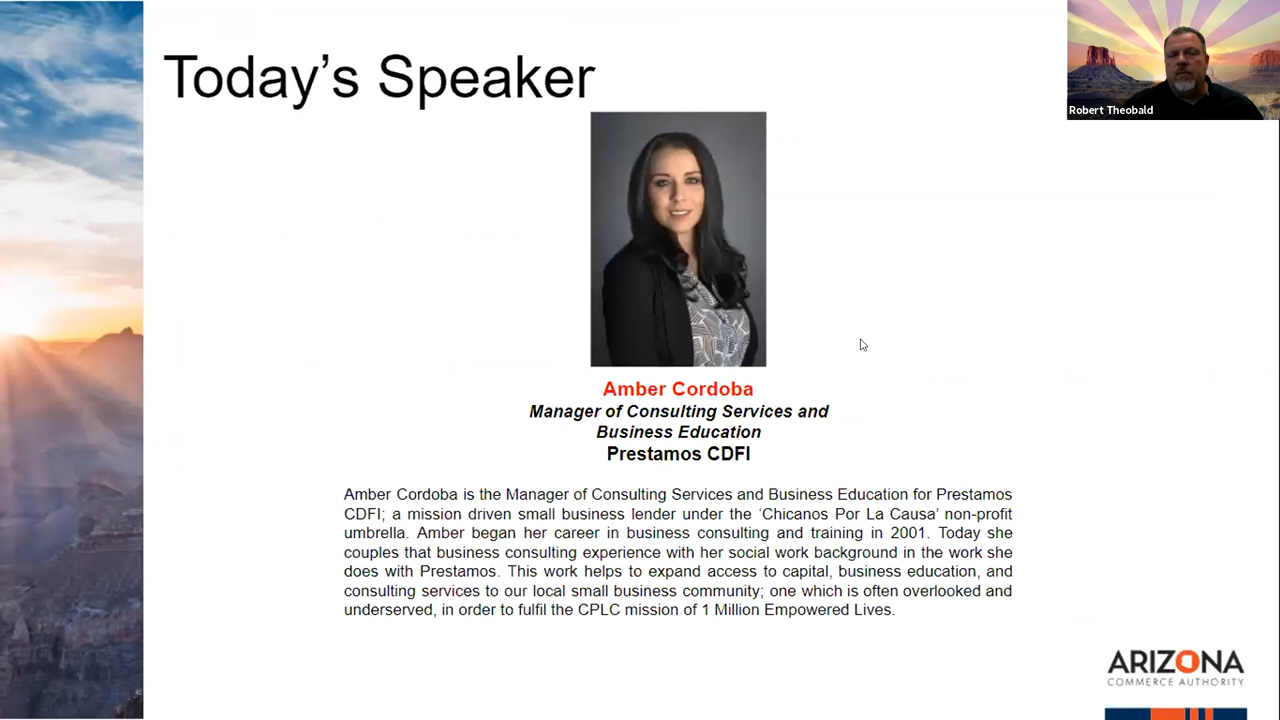 Today's Speaker
Robert Theobald
Amber Cordoba
Manager of Consulting Services and
Business Education
Prestamos CDFI
Amber Cordoba is the Manager of Consulting Services and Business Education for Prestamos
CDFI; a mission driven small business lender under the ‘Chicanos Por La Causa’ non-profit
umbrella. Amber began her career in business consulting and training in 2001. Today she
couples that business consulting experience with her social work background in the work she
does with Prestamos. This work helps to expand access to capital, business education, and
consulting services to our local small business community; one which is often overlooked and
underserved, in order to fulfil the CPLC mission of 1 Million Empowered Lives.
ARIZONA
COMMERCE AUTHORITY